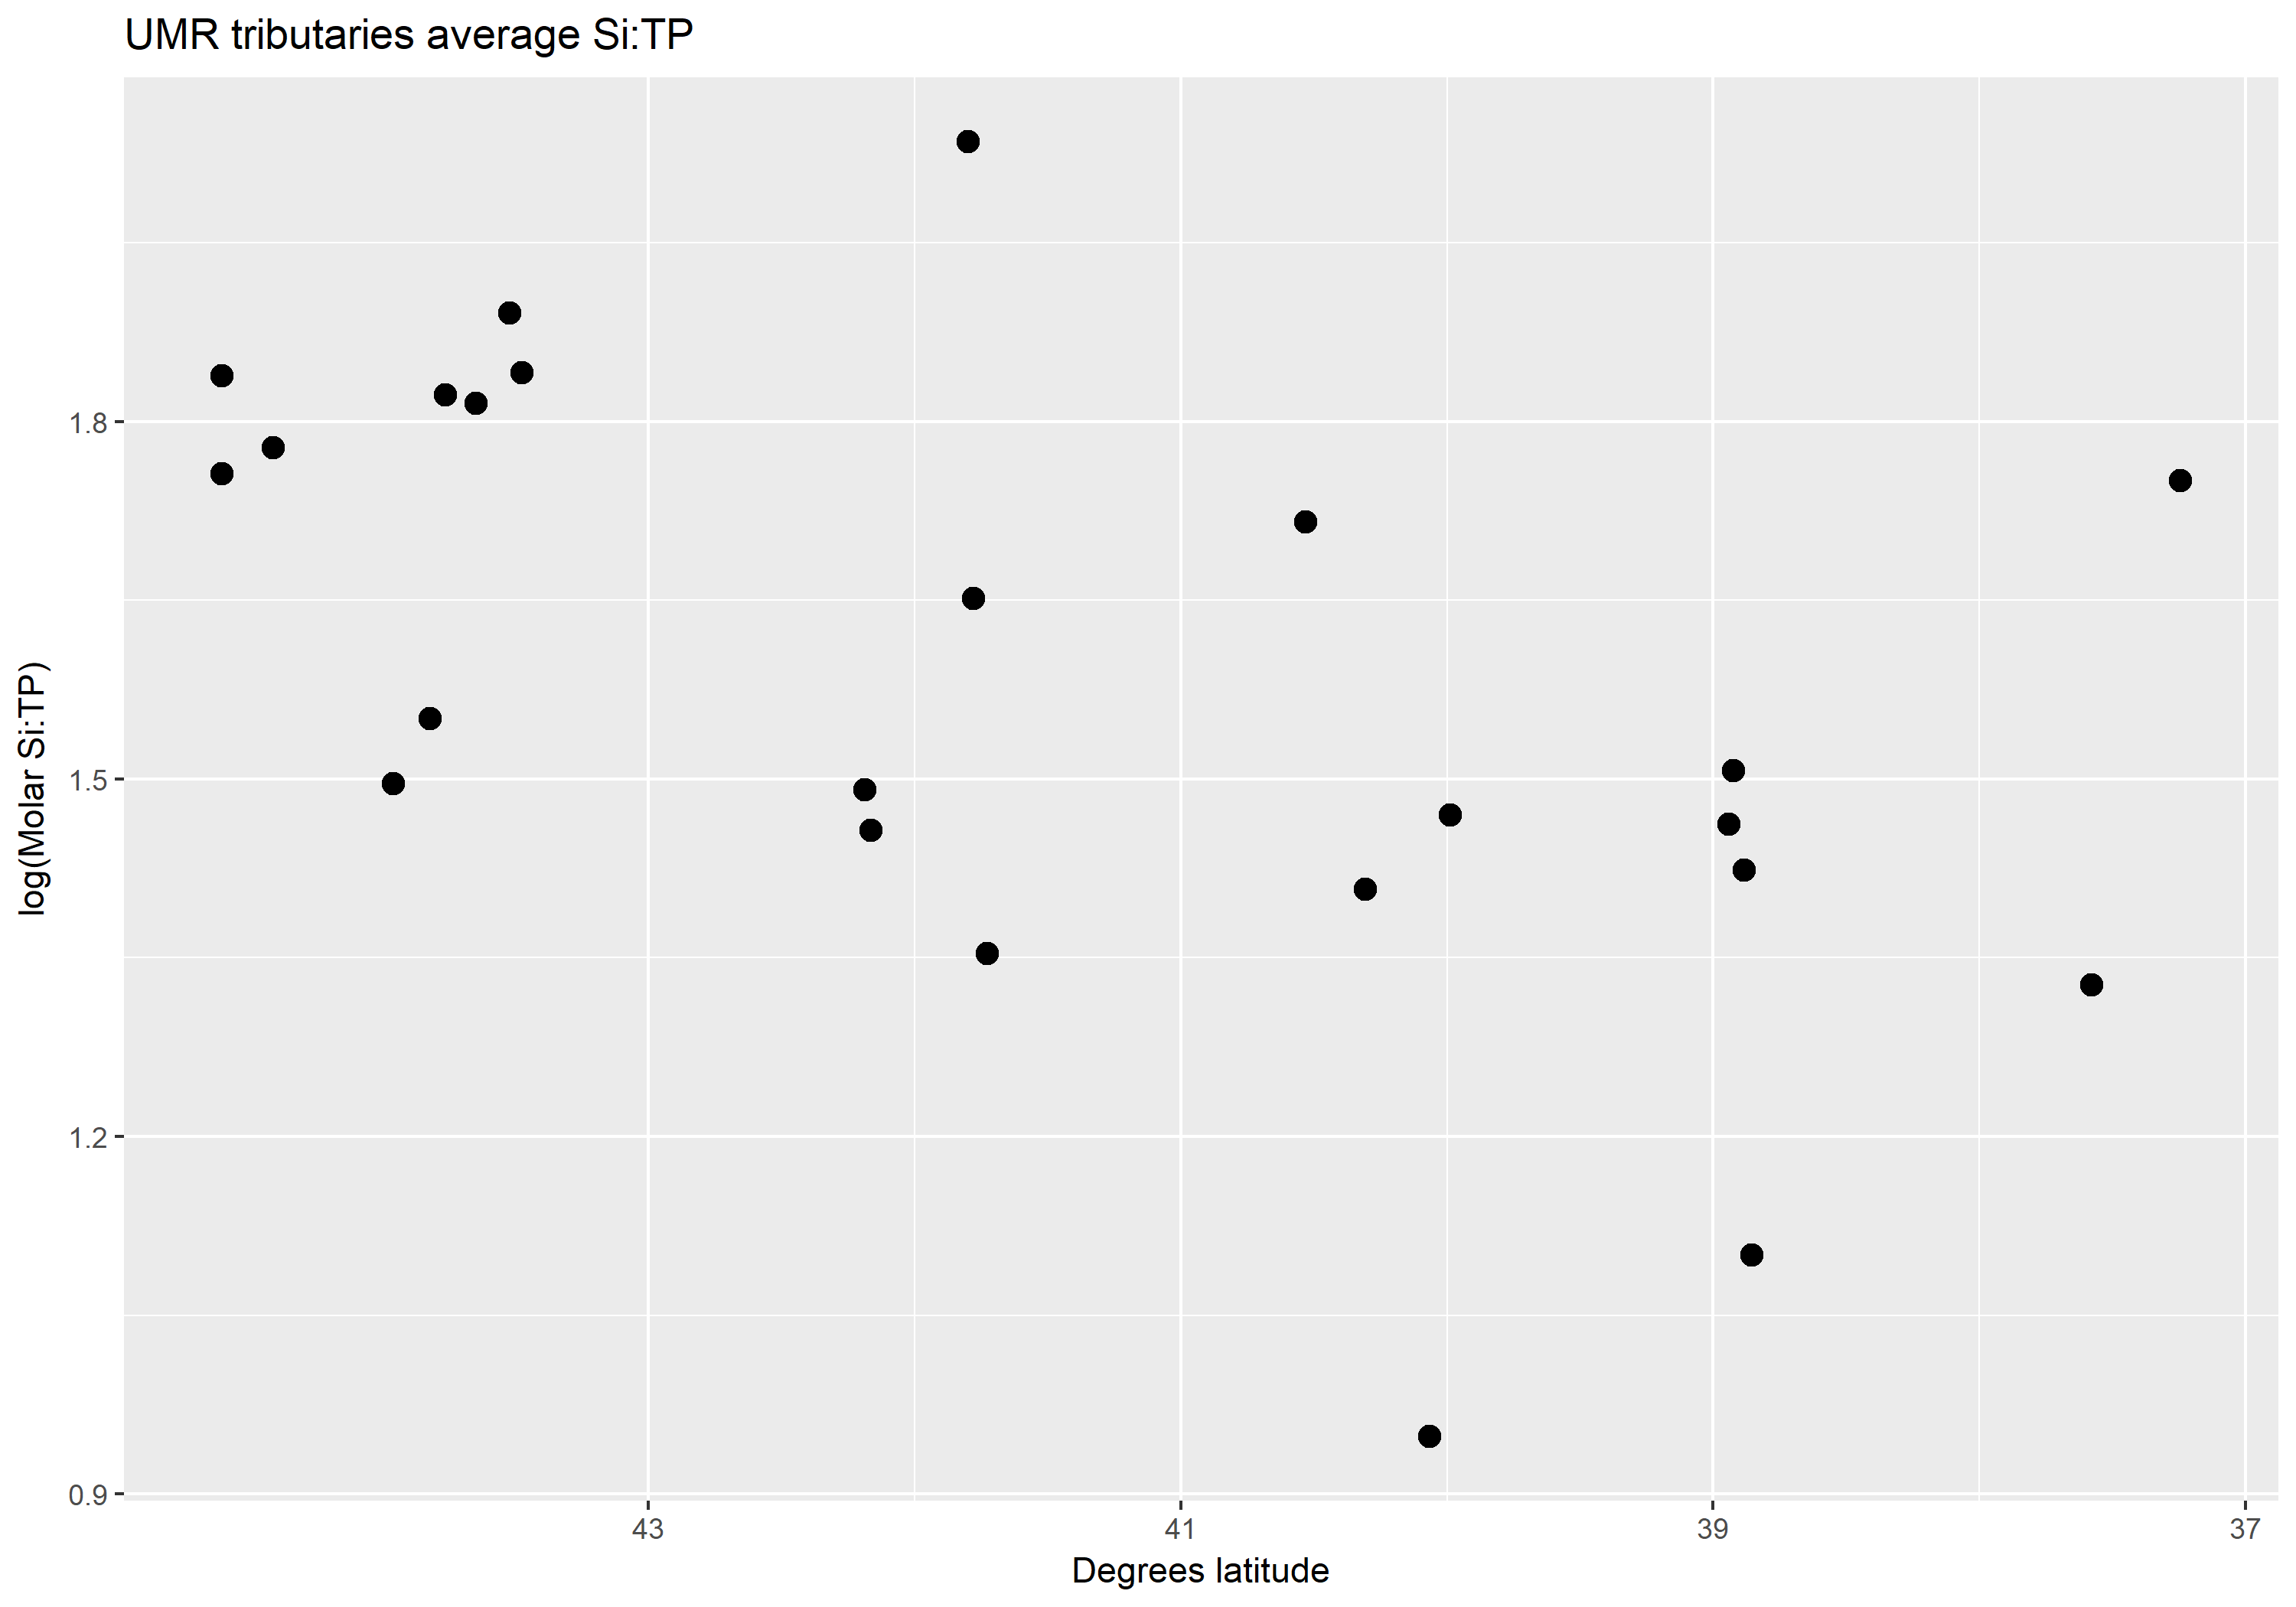 UMR tributaries average Si:TP
log(Molar Si:TP)
1.8
1.5
1.2
0.9
43
41
39
37
Degrees latitude